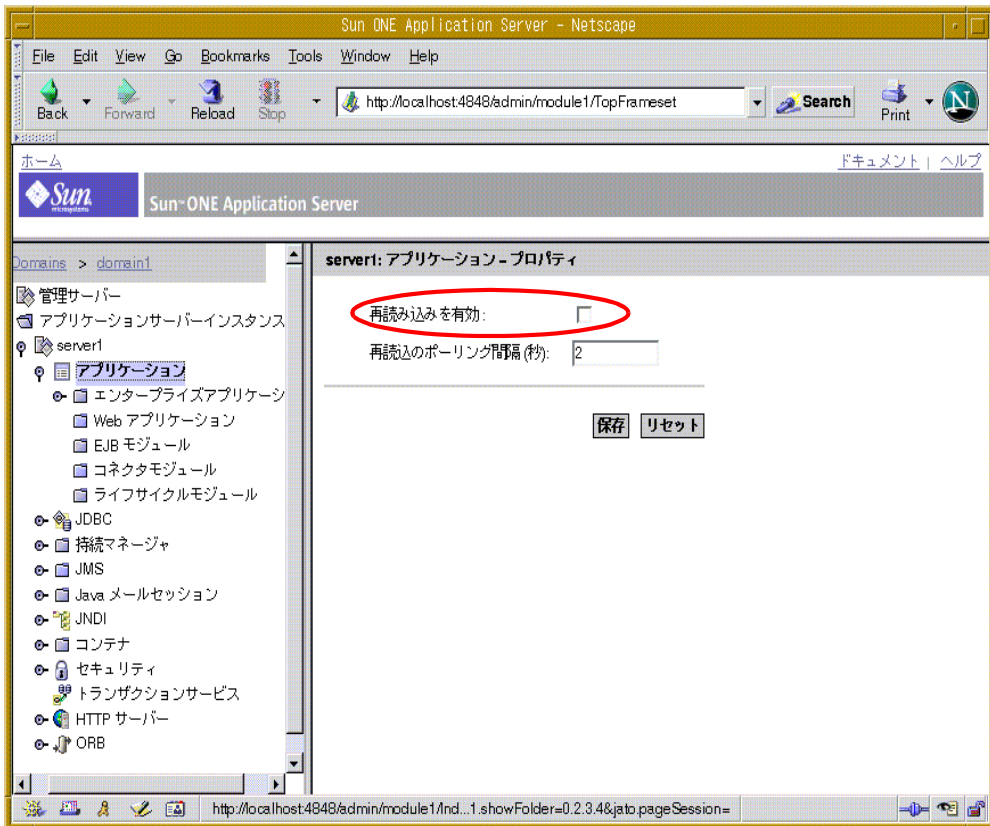 Sun ONE Application Server - Netscape
File Edit View Go Bookmarks Tools Window Help
Back Forward Reload Stop http://localhost:4848/admin/module1/TopFrameset Search Print N
ホーム ドキュメント | ヘルプ
Sun microsystems Sun™ ONE Application Server
Domains > domain1
server1: アプリケーション - プロパティ
管理サーバー
アプリケーションサーバーインスタンス
server1
アプリケーション
エンタープライズアプリケーシ
Web アプリケーション
EJB モジュール
コネクタモジュール
ライフサイクルモジュール
JDBC
持続マネージャ
JMS
Java メールセッション
JNDI
コンテナ
セキュリティ
トランザクションサービス
HTTP サーバー
ORB
再読み込みを有効:
再読込のポーリング間隔 (秒): 2
保存 リセット
http://localhost:4848/admin/module1/Ind...1.showFolder=0.2.3.4&jato.pageSession=